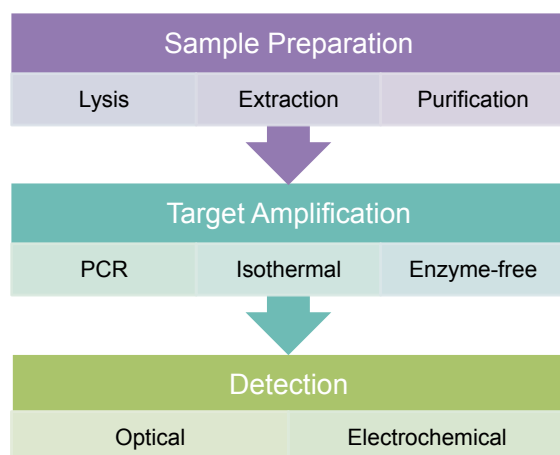 Sample Preparation
Lysis Extraction Purification
Target Amplification
PCR Isothermal Enzyme-free
Detection
Optical Electrochemical